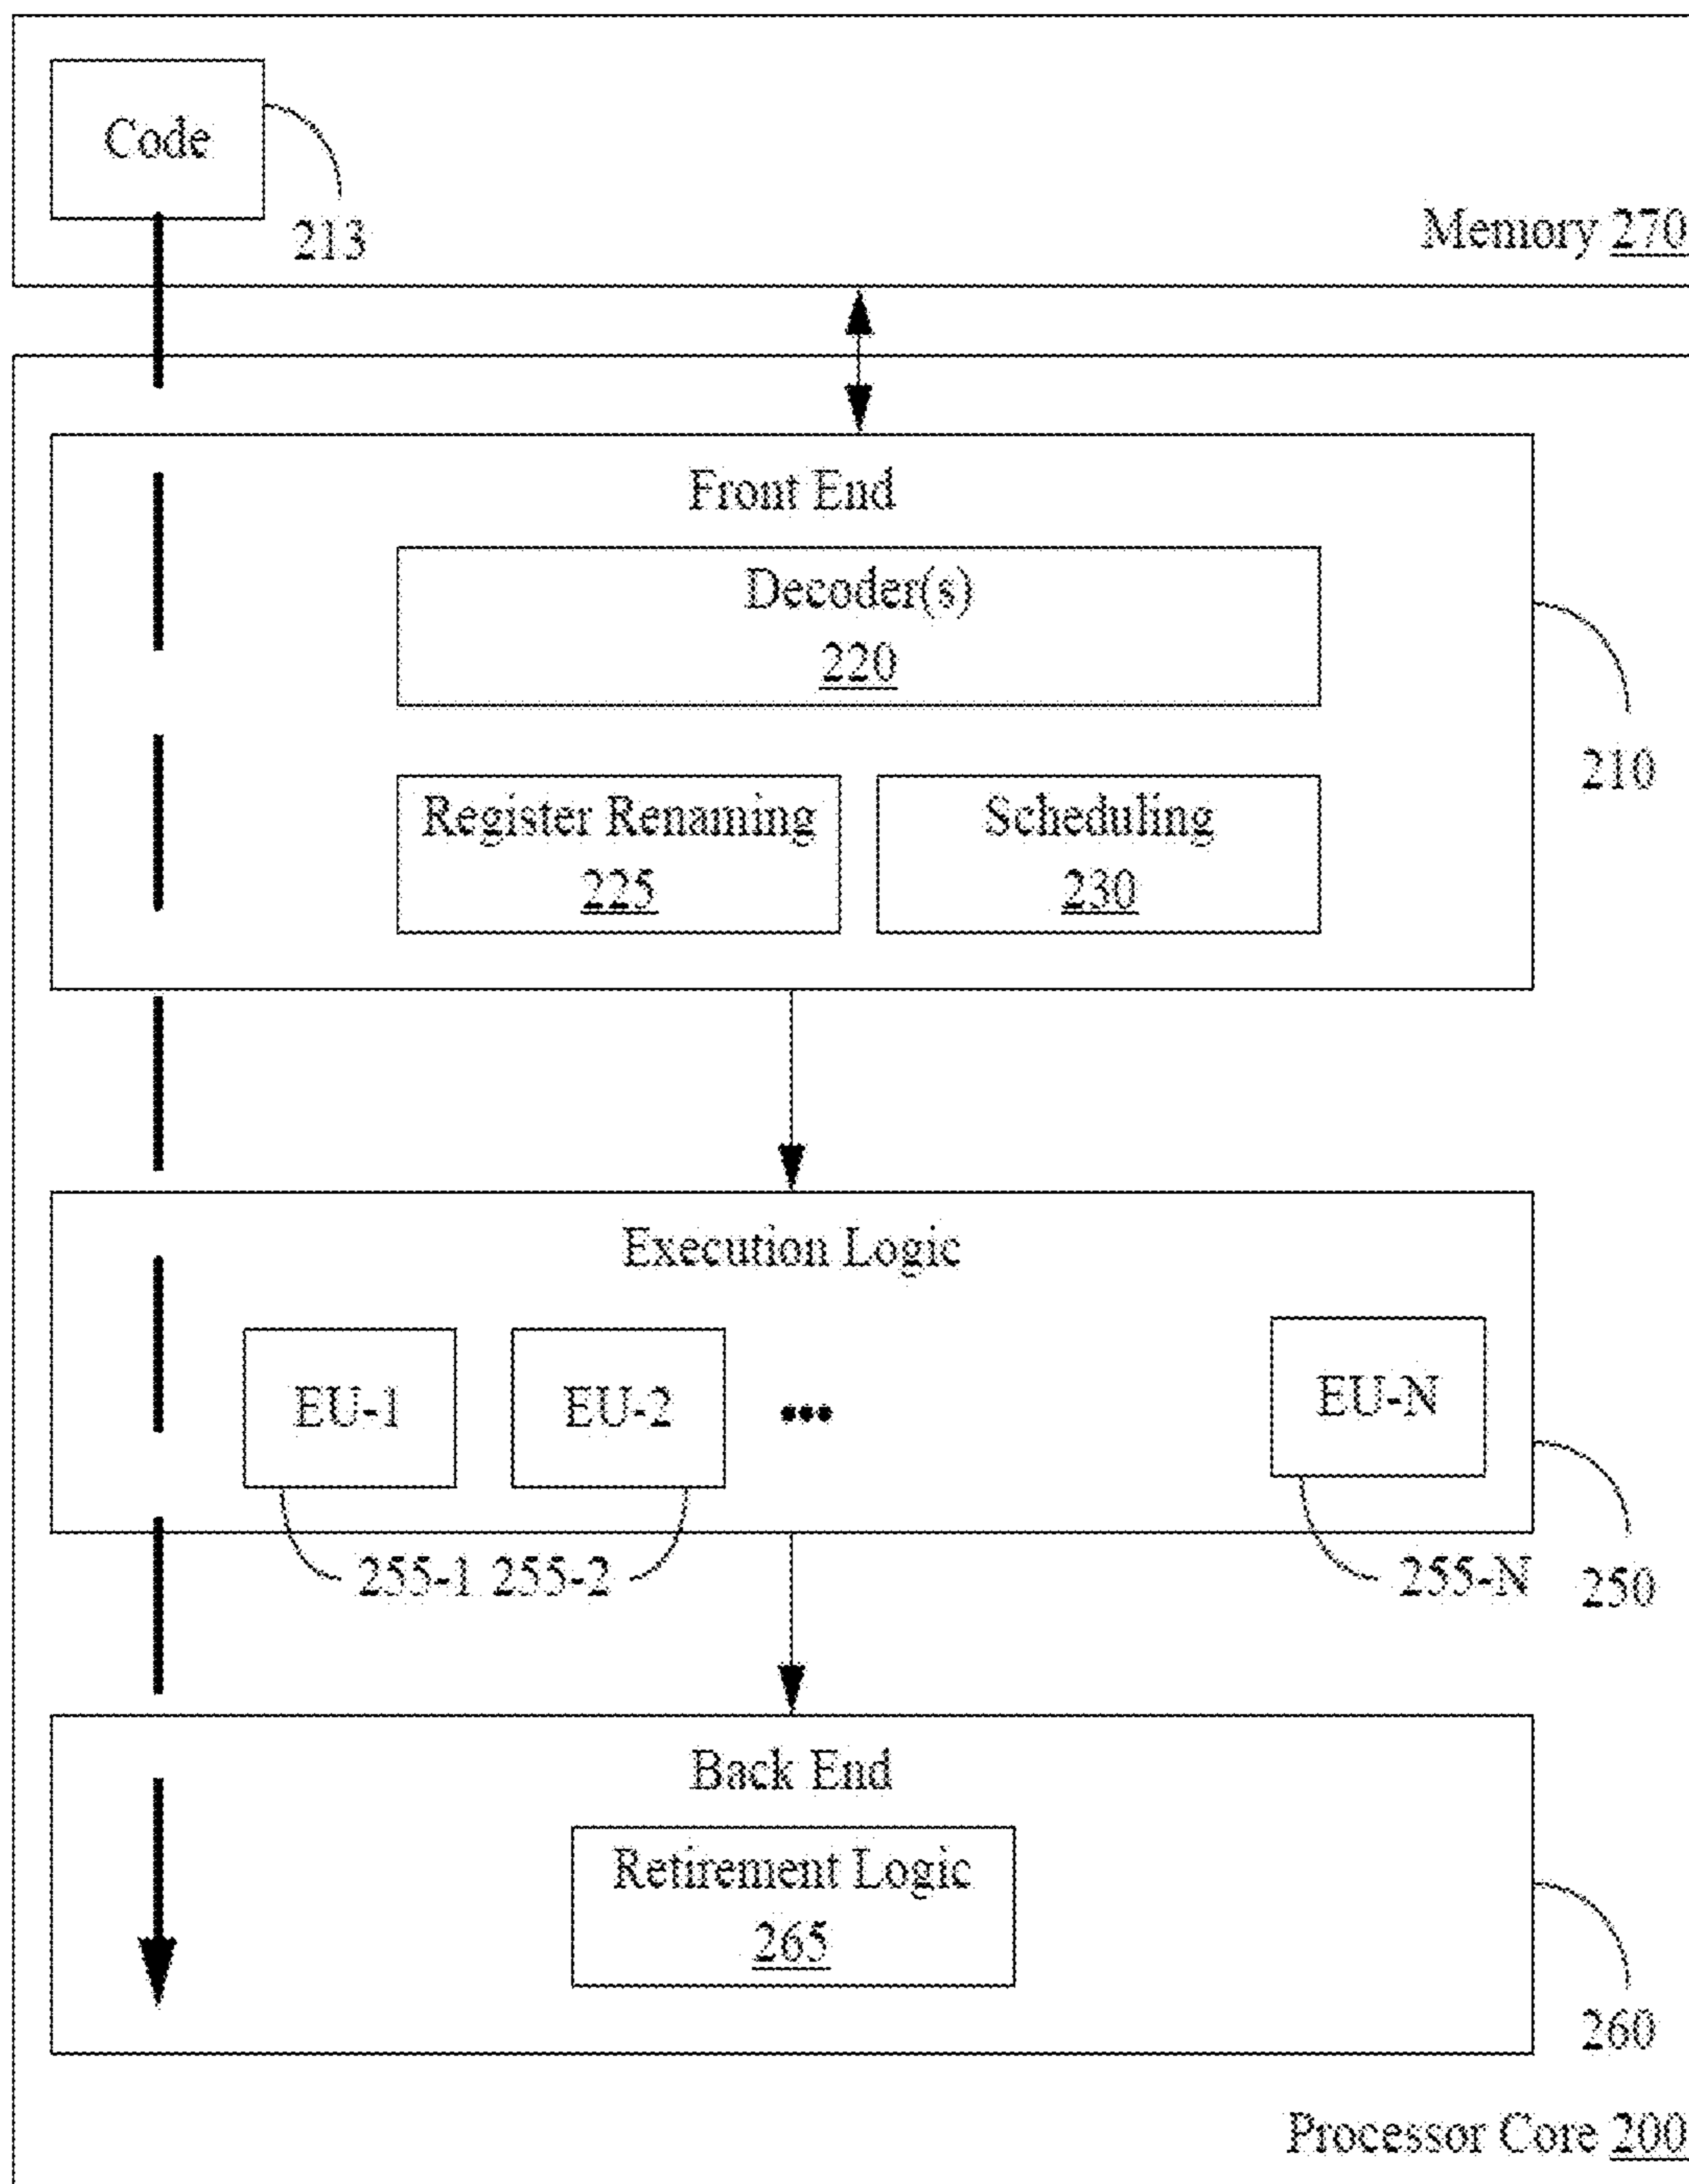 Code
213
Memory 270
Front End
Decoder(s)
220
210
Register Renaming
225
Scheduling
230
Execution Logic
EU-1
EU-2
•••
EU-N
255-1 255-2
255-N
250
Back End
Retirement Logic
265
260
Processor Core 200